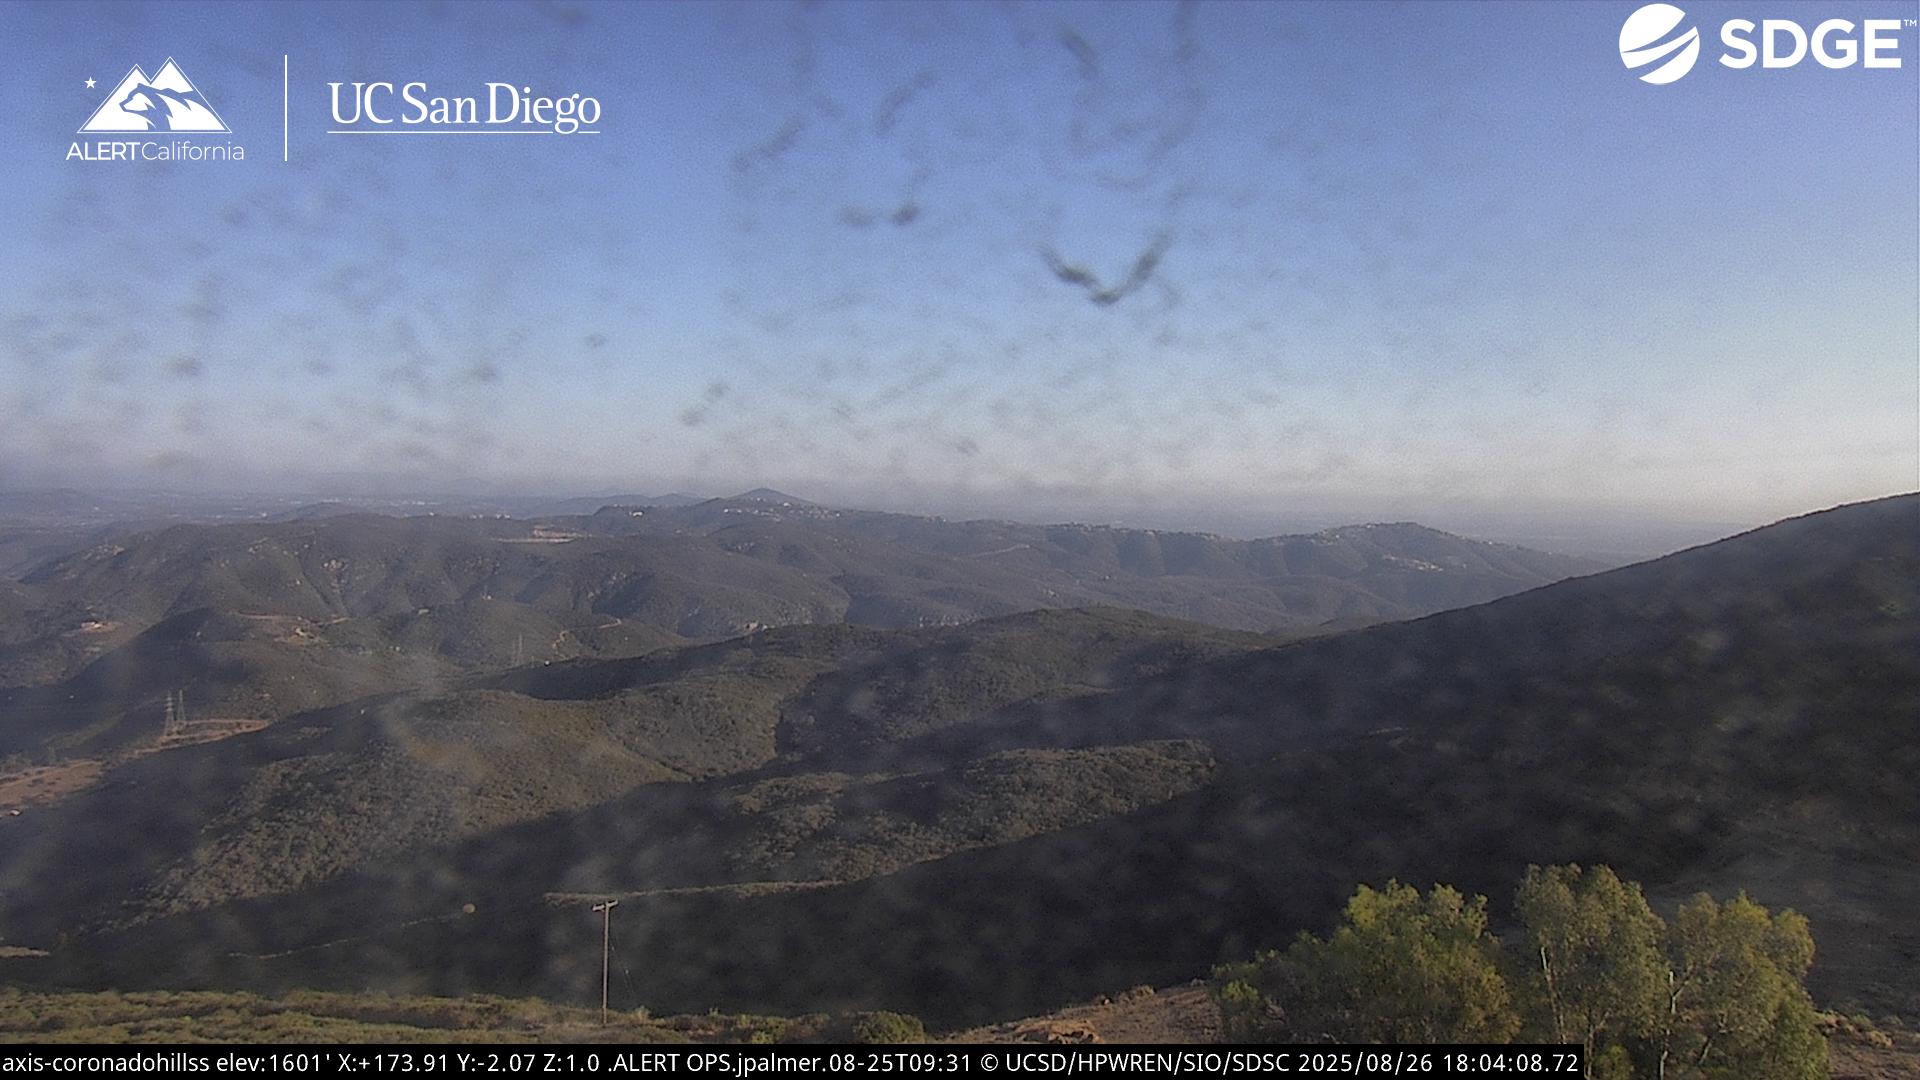 SDGE™
UC San Diego
ALERTCalifornia
axis-coronadohillss elev:1601' X:+173.91 Y:-2.07 Z:1.0 .ALERT OPS.jpalmer.08-25T09:31 © UCSD/HPWREN/SIO/SDSC 2025/08/26 18:04:08.72